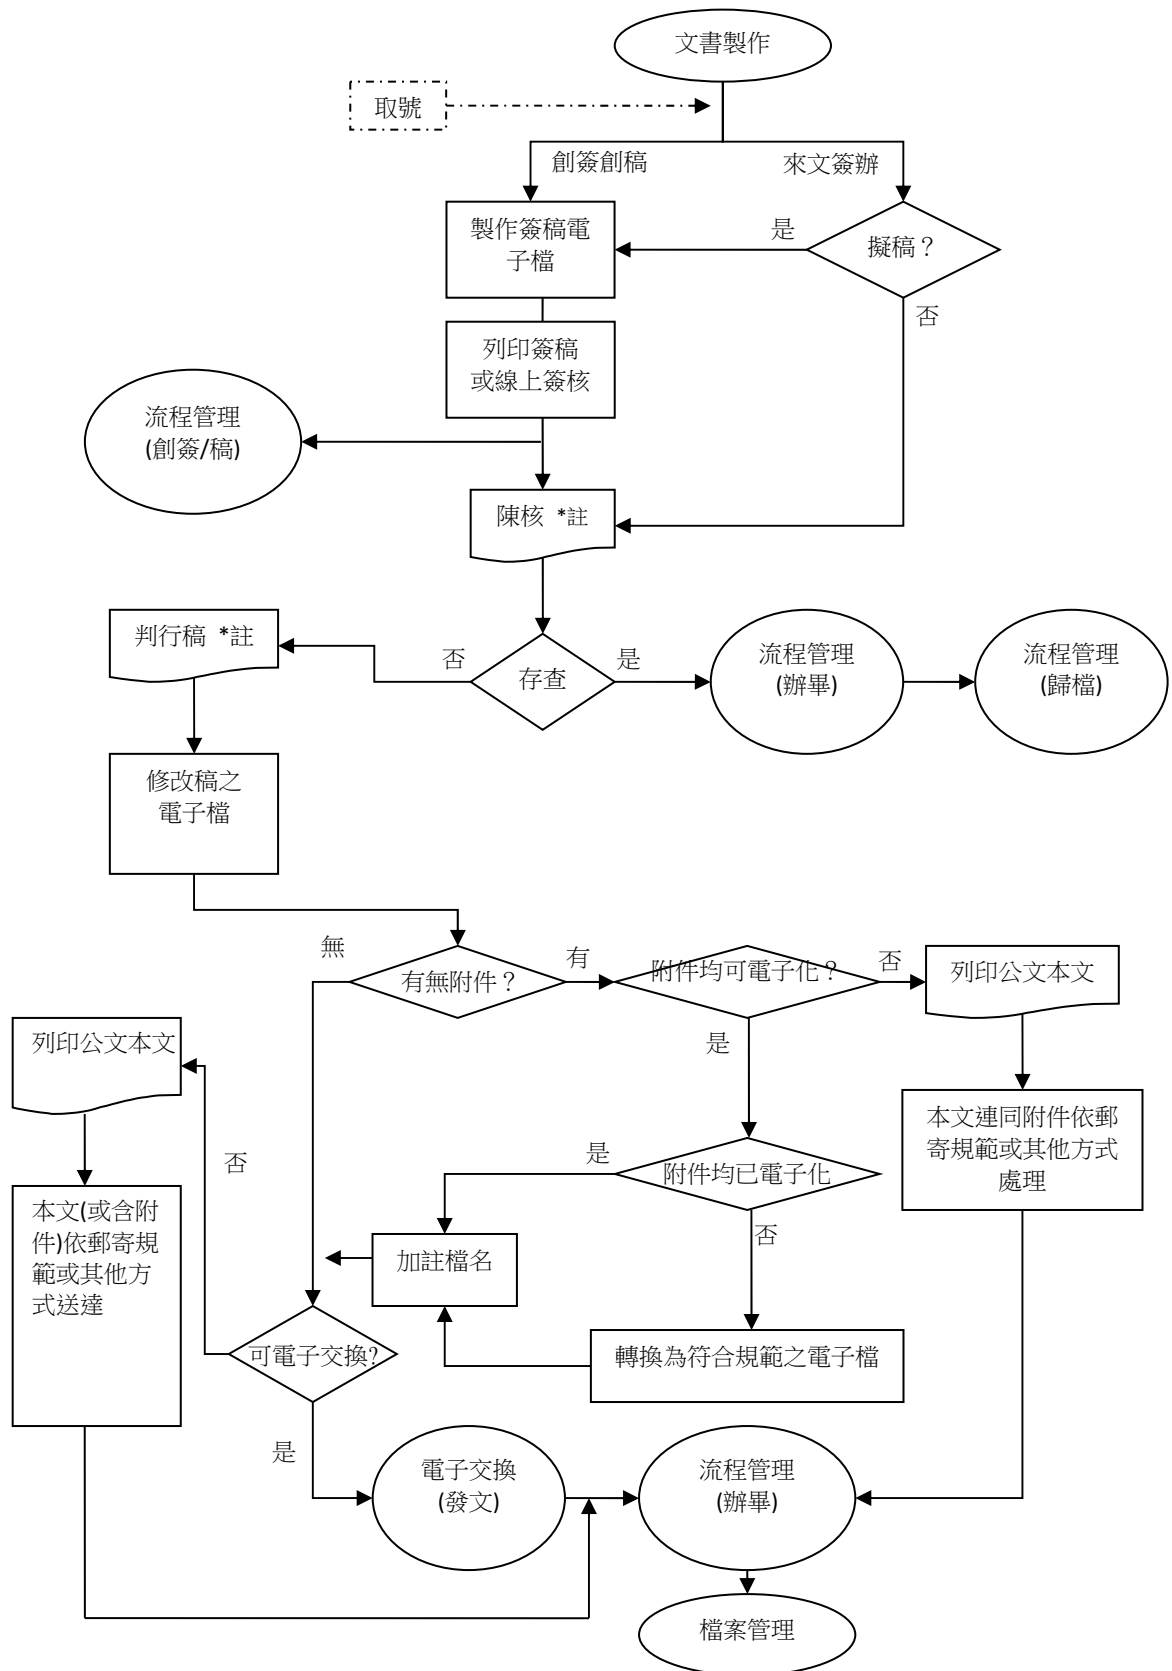 文書製作
取號
創簽創稿
來文簽辦
製作簽稿電
子檔
是
擬稿？
否
列印簽稿
或線上簽核
流程管理
(創簽/稿)
陳核 *註
判行稿 *註
否
存查
是
流程管理
(辦畢)
流程管理
(歸檔)
修改稿之
電子檔
無
有無附件？
有
附件均可電子化？
否
列印公文本文
列印公文本文
是
本文連同附件依郵
寄規範或其他方式
處理
否
是
附件均已電子化
本文(或含附
件)依郵寄規
範或其他方
式送達
加註檔名
否
可電子交換?
轉換為符合規範之電子檔
是
電子交換
(發文)
流程管理
(辦畢)
檔案管理